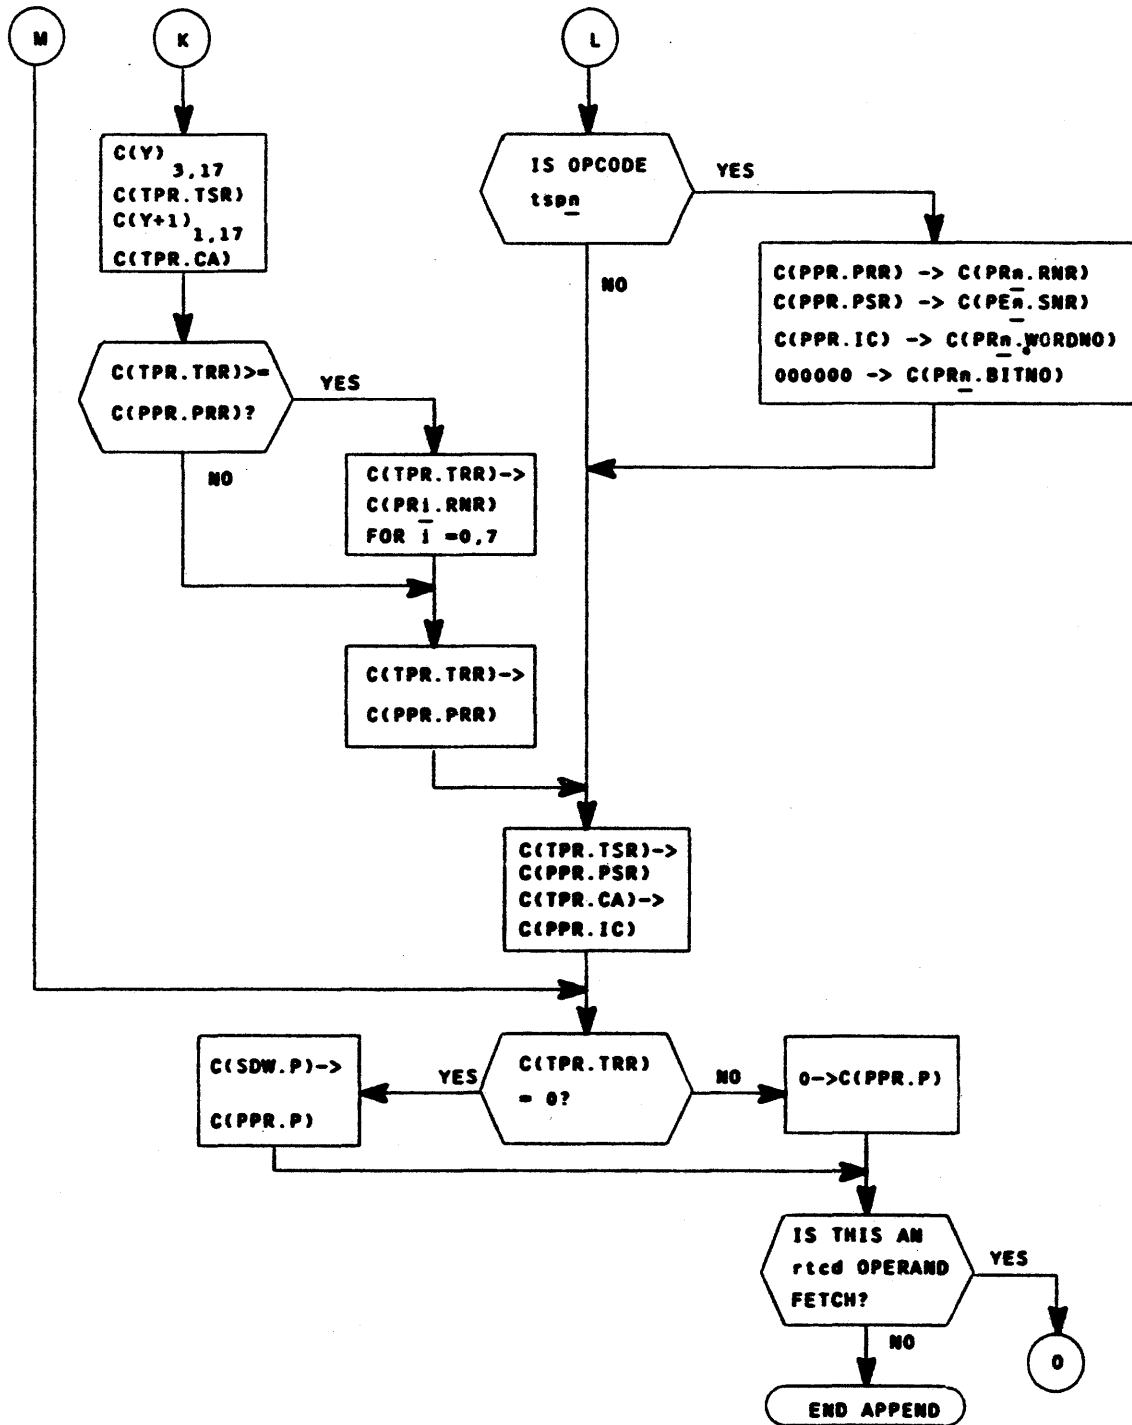 M
K
L
C(Y)
3,17
C(TPR.TSR)
C(Y+1)
1,17
C(TPR.CA)
IS OPCODE
tspn
YES
NO
C(PPR.PRR) -> C(PRn.RNR)
C(PPR.PSR) -> C(PEn.SNR)
C(PPR.IC) -> C(PRn.WORDNO)
000000 -> C(PRn.BITNO)
C(TPR.TRR)>=
C(PPR.PRR)?
YES
NO
C(TPR.TRR)->
C(PRi.RNR)
FOR i =0,7
C(TPR.TRR)->
C(PPR.PRR)
C(TPR.TSR)->
C(PPR.PSR)
C(TPR.CA)->
C(PPR.IC)
C(SDW.P)->
C(PPR.P)
YES
C(TPR.TRR)
= 0?
NO
0->C(PPR.P)
IS THIS AN
rtcd OPERAND
FETCH?
YES
NO
O
END APPEND